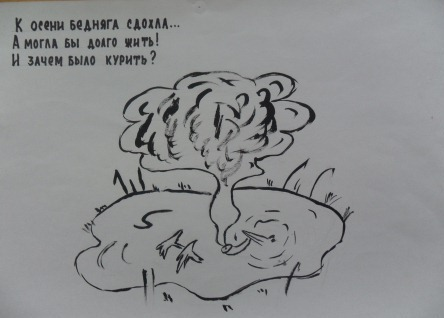 К ОСЕНИ БЕДНЯГА СДОХЛА...
А МОГЛА БЫ ДОЛГО ЖИТЬ!
И ЗАЧЕМ БЫЛО КУРИТЬ?